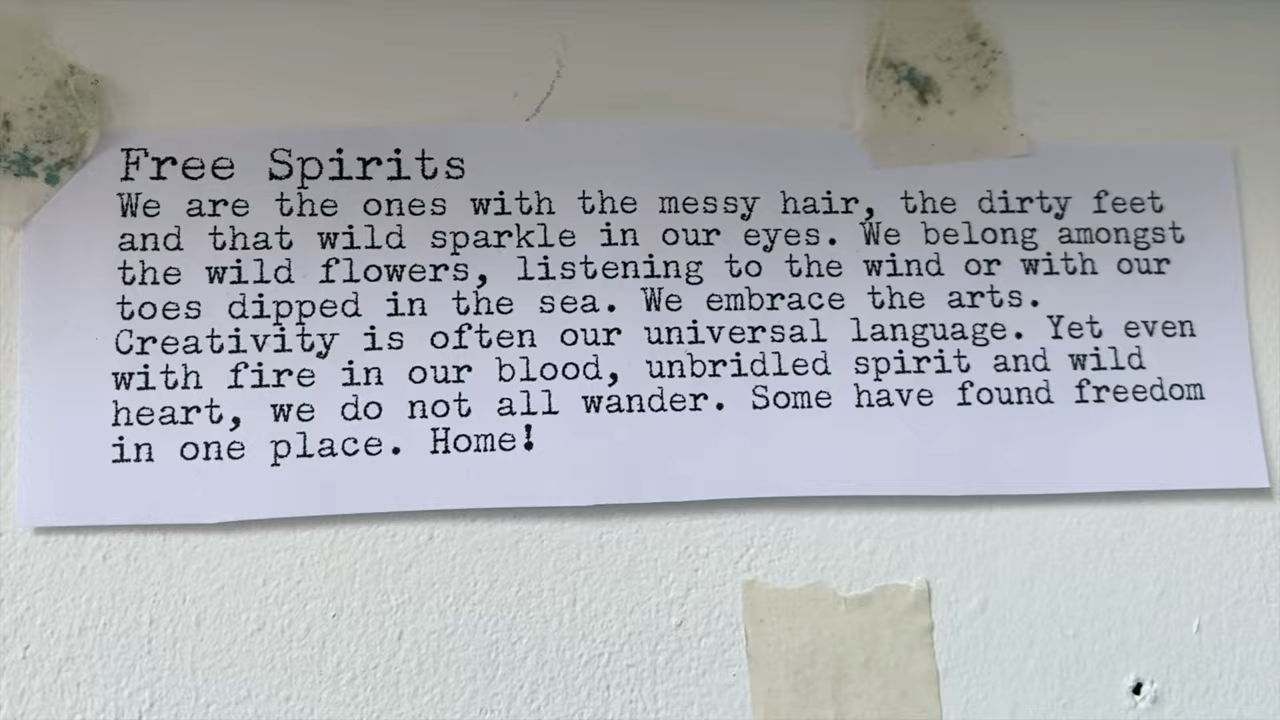 Free Spirits
We are the ones with the messy hair, the dirty feet
and that wild sparkle in our eyes. We belong amongst
the wild flowers, listening to the wind or with our
toes dipped in the sea. We embrace the arts.
Creativity is often our universal language. Yet even
with fire in our blood, unbridled spirit and wild
heart, we do not all wander. Some have found freedom
in one place. Home!